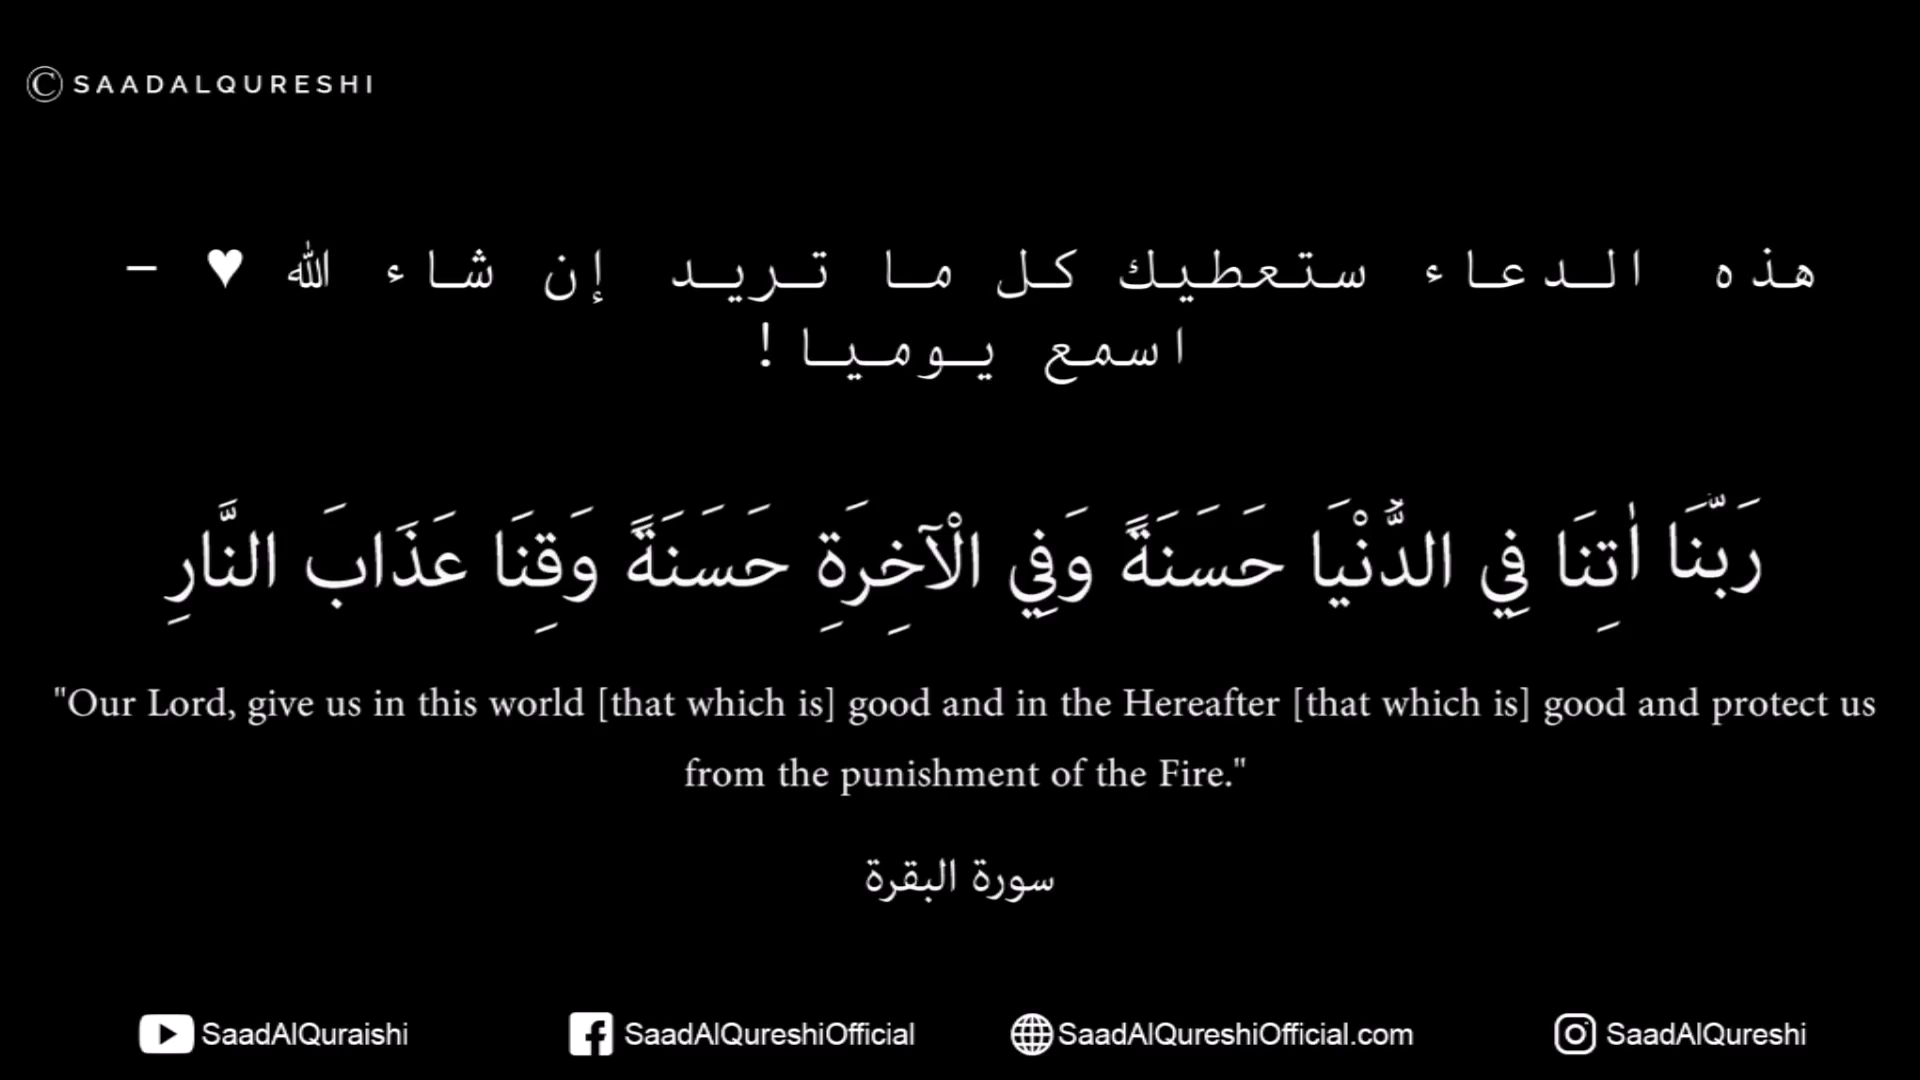 © SAADALQURESHI
هذه الدعاء ستعطيك كل ما تريد إن شاء الله ♥ –
اسمع يوميا!
رَبَّنَا اٰتِنَا فِي الدُّنْيَا حَسَنَةً وَفِي الْآخِرَةِ حَسَنَةً وَقِنَا عَذَابَ النَّارِ
"Our Lord, give us in this world [that which is] good and in the Hereafter [that which is] good and protect us
from the punishment of the Fire."
سورة البقرة
SaadAlQuraishi SaadAlQureshiOfficial SaadAlQureshiOfficial.com SaadAlQureshi